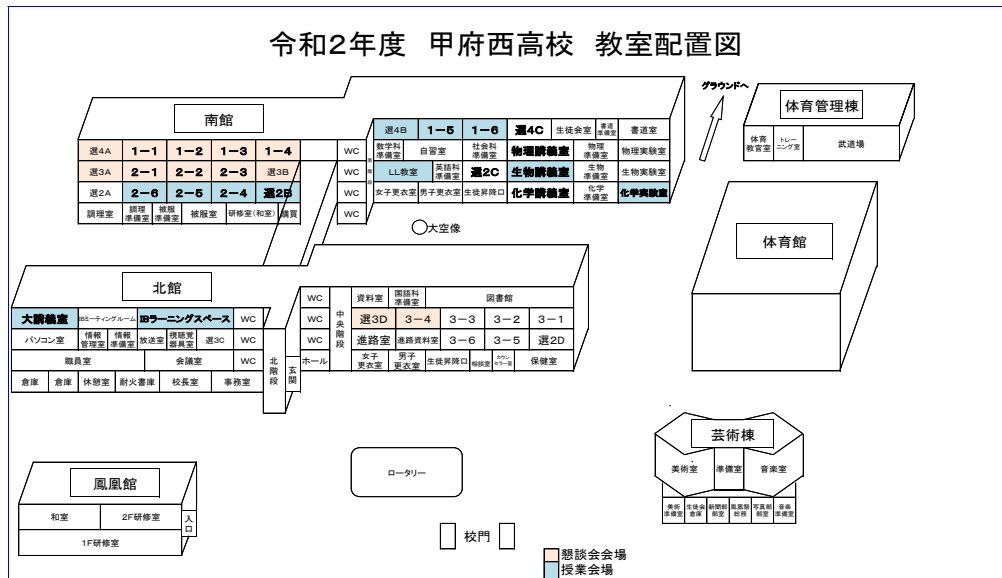 令和2年度 甲府西高校 教室配置図
グラウンドへ
南館
選4A 1-1 1-2 1-3 1-4 WC
選3A 2-1 2-2 2-3 選3B WC
選2A 2-6 2-5 2-4 選2B WC
調理室 調理準備室 被服準備室 被服室 研修室(和室) 購買 WC
選4B 1-5 1-6 選4C 生徒会室 書道準備室 書道室
数学科準備室 自習室 社会科準備室 物理講義室 物理準備室 物理実験室
LL教室 英語科準備室 選2C 生物講義室 生物準備室 生物実験室
女子更衣室 男子更衣室 生徒昇降口 化学講義室 化学準備室 化学実験室
大空像
体育管理棟
体育教官室 トレーニング室 武道場
体育館
北館
大講義室 IBミーティングルーム IBラーニングスペース WC
パソコン室 情報管理室 情報準備室 放送室 視聴覚器具室 選3C WC
職員室 会議室 WC
倉庫 倉庫 休憩室 耐火書庫 校長室 事務室
北階段
玄関
WC 資料室 国語科準備室 図書館
WC 選3D 3-4 3-3 3-2 3-1
WC 進路室 進路資料室 3-6 3-5 選2D
ホール 女子更衣室 男子更衣室 生徒昇降口 相談室 カウンセラー室 保健室
中央階段
鳳凰館
和室 2F研修室
1F研修室
入口
ロータリー
校門
芸術棟
美術室 準備室 音楽室
美術準備室 生徒会倉庫 新聞部部室 鳳凰祭総務 写真部部室 音楽準備室
懇談会会場
授業会場